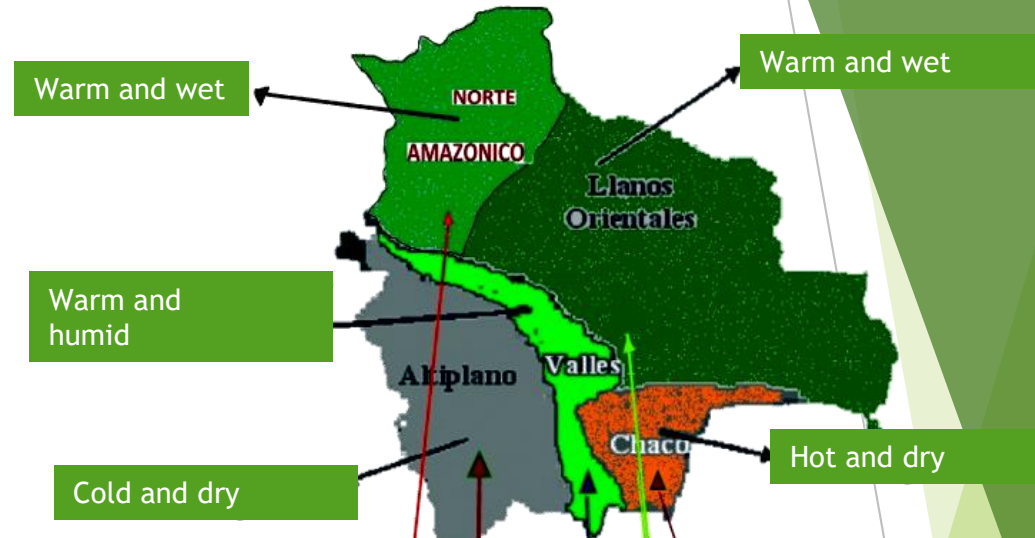 Warm and wet
Warm and wet
NORTE
AMAZONICO
Llanos
Orientales
Warm and
humid
Valles
Altiplano
Chaco
Hot and dry
Cold and dry